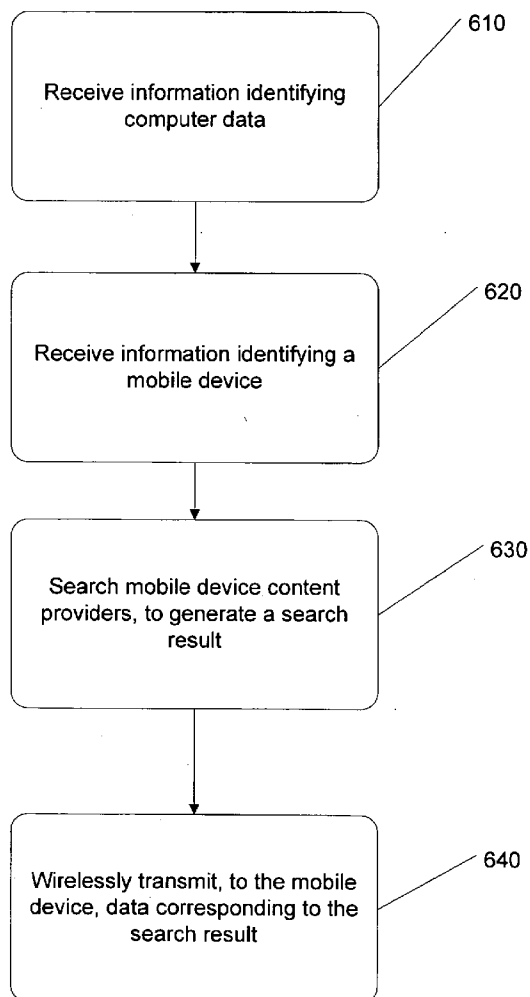 610
Receive information identifying
computer data
620
Receive information identifying a
mobile device
630
Search mobile device content
providers, to generate a search
result
640
Wirelessly transmit, to the mobile
device, data corresponding to the
search result